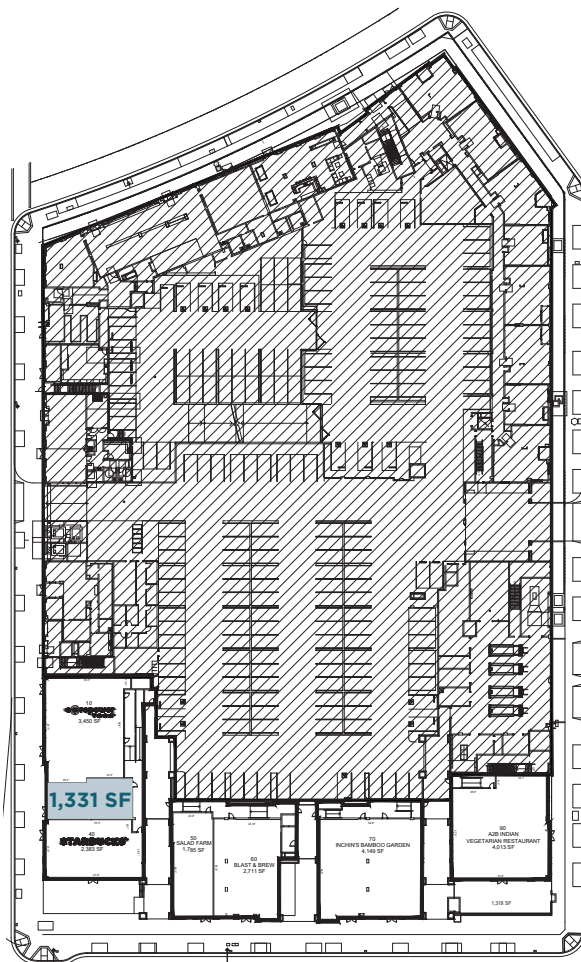 10
3,450 SF
1,331 SF
40
STARBUCKS
2,383 SF
50
SALAD FARM
1,785 SF
60
BLAST & BREW
2,711 SF
70
INCHIN'S BAMBOO GARDEN
4,149 SF
90
A2B INDIAN
VEGETARIAN RESTAURANT
4,013 SF
1,318 SF